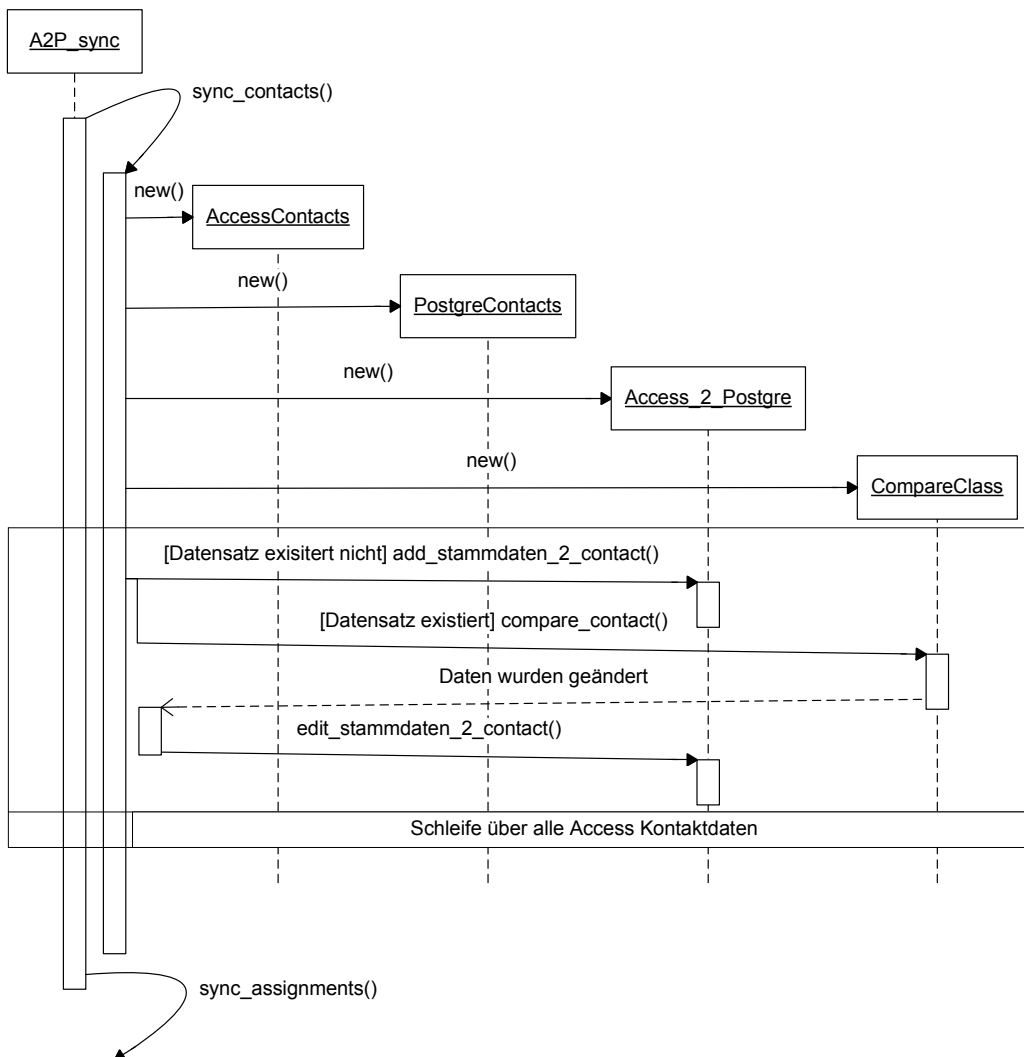 A2P_sync
sync_contacts()
new()
AccessContacts
new()
PostgreContacts
new()
Access_2_Postgre
new()
CompareClass
[Datensatz exisitert nicht] add_stammdaten_2_contact()
[Datensatz existiert] compare_contact()
Daten wurden geändert
edit_stammdaten_2_contact()
Schleife über alle Access Kontaktdaten
sync_assignments()